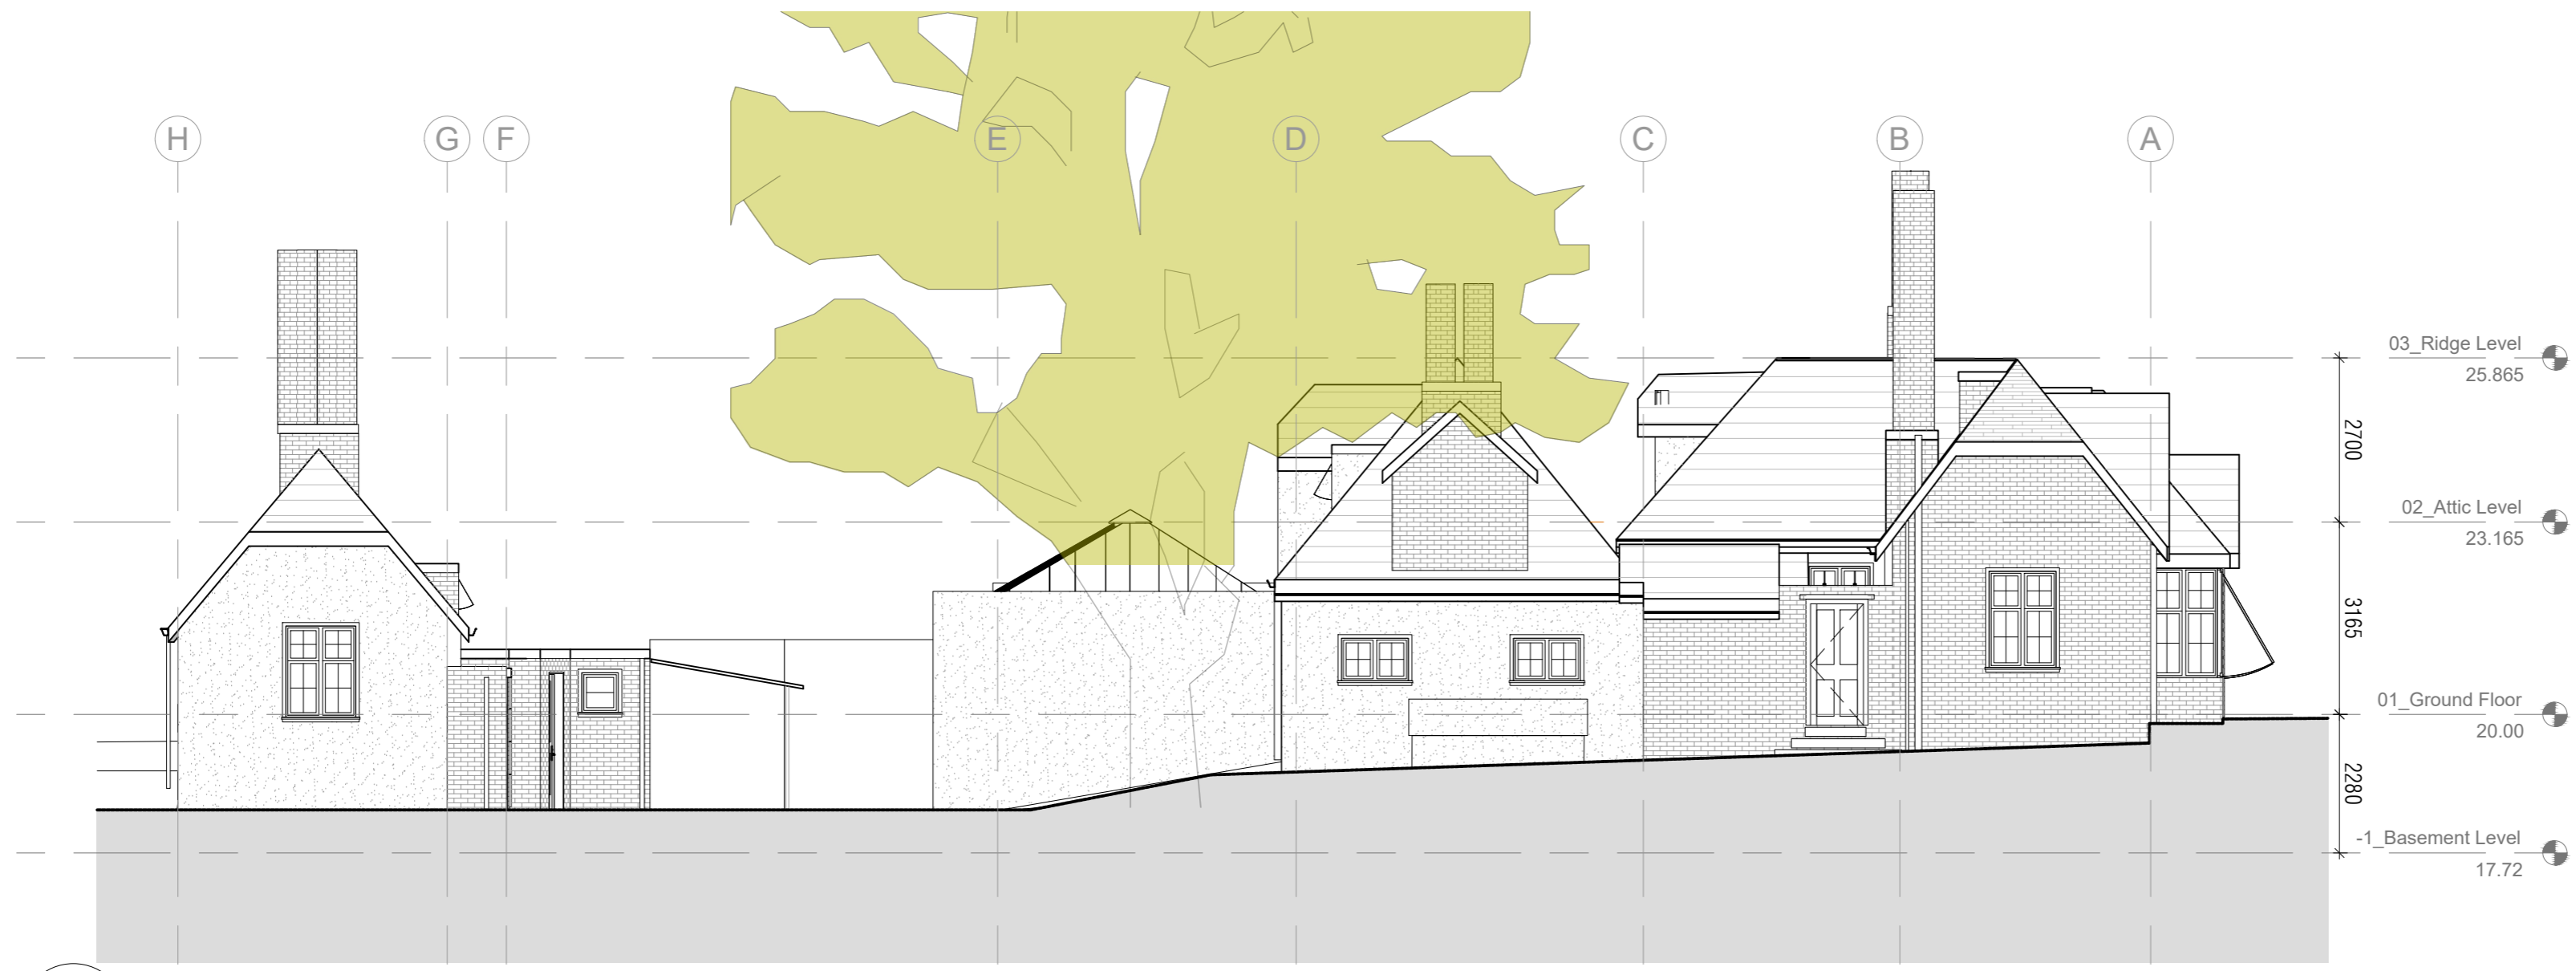 H
G
F
E
D
C
B
A
03_Ridge Level
25.865
2700
02_Attic Level
23.165
3165
01_Ground Floor
20.00
2280
-1_Basement Level
17.72